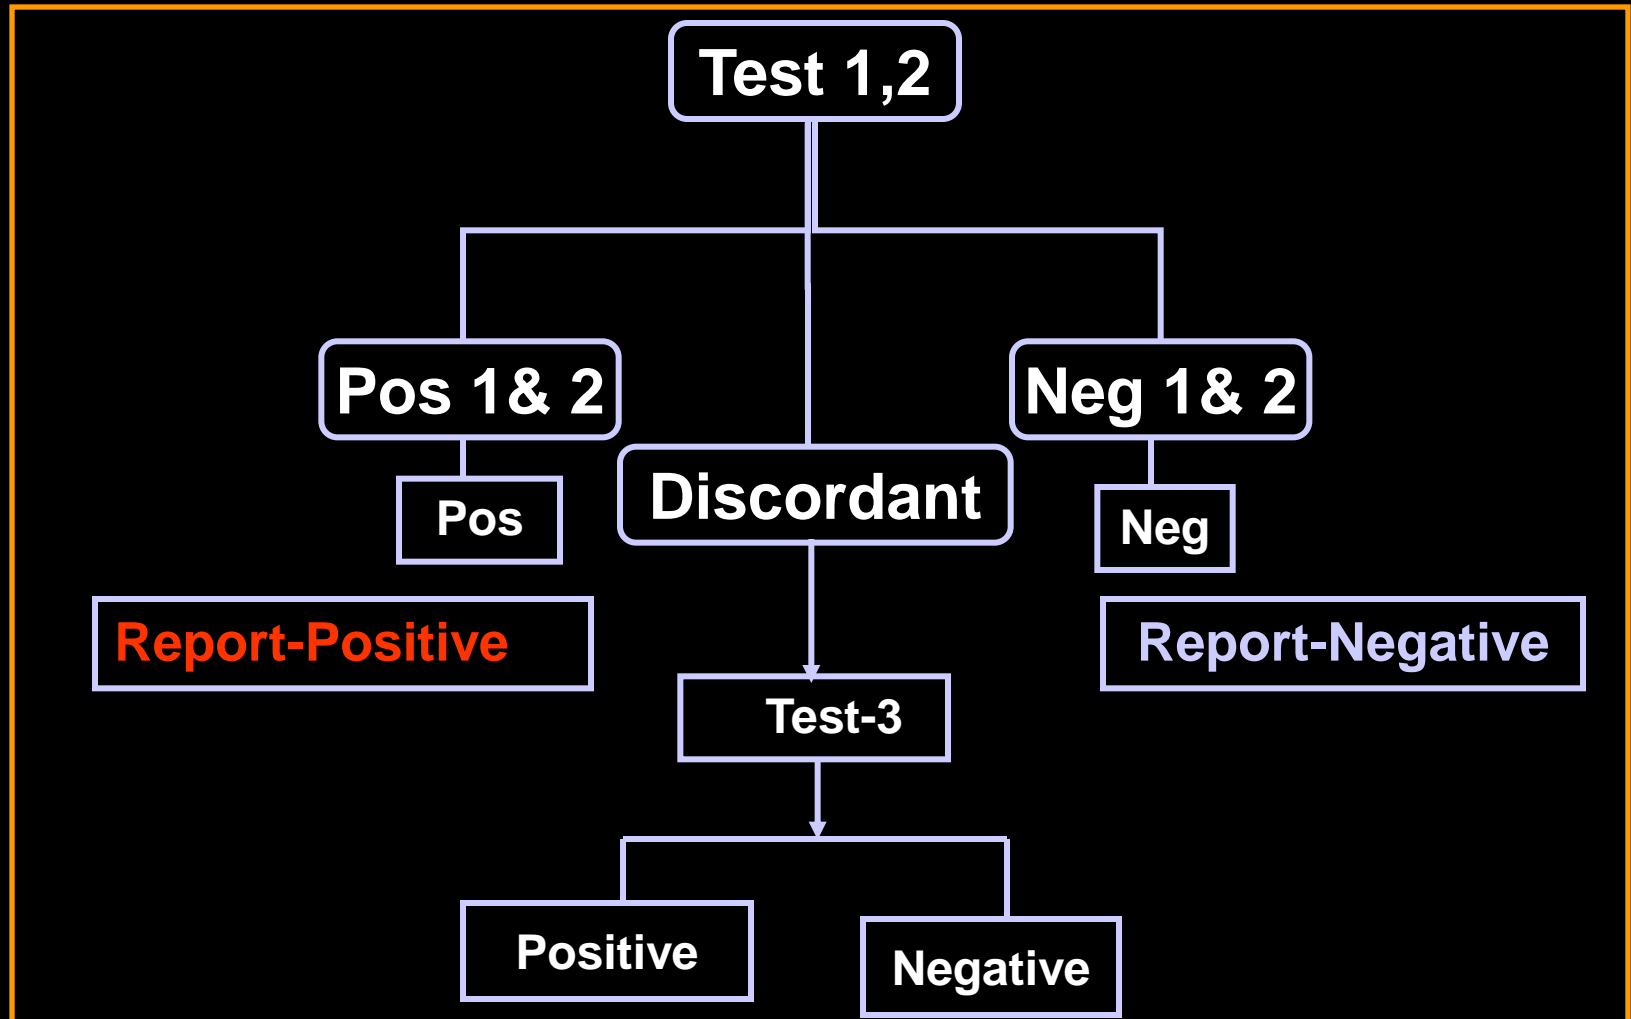 Test 1,2
Pos 1& 2
Neg 1& 2
Discordant
Pos
Neg
Report-Positive
Report-Negative
Test-3
Positive
Negative